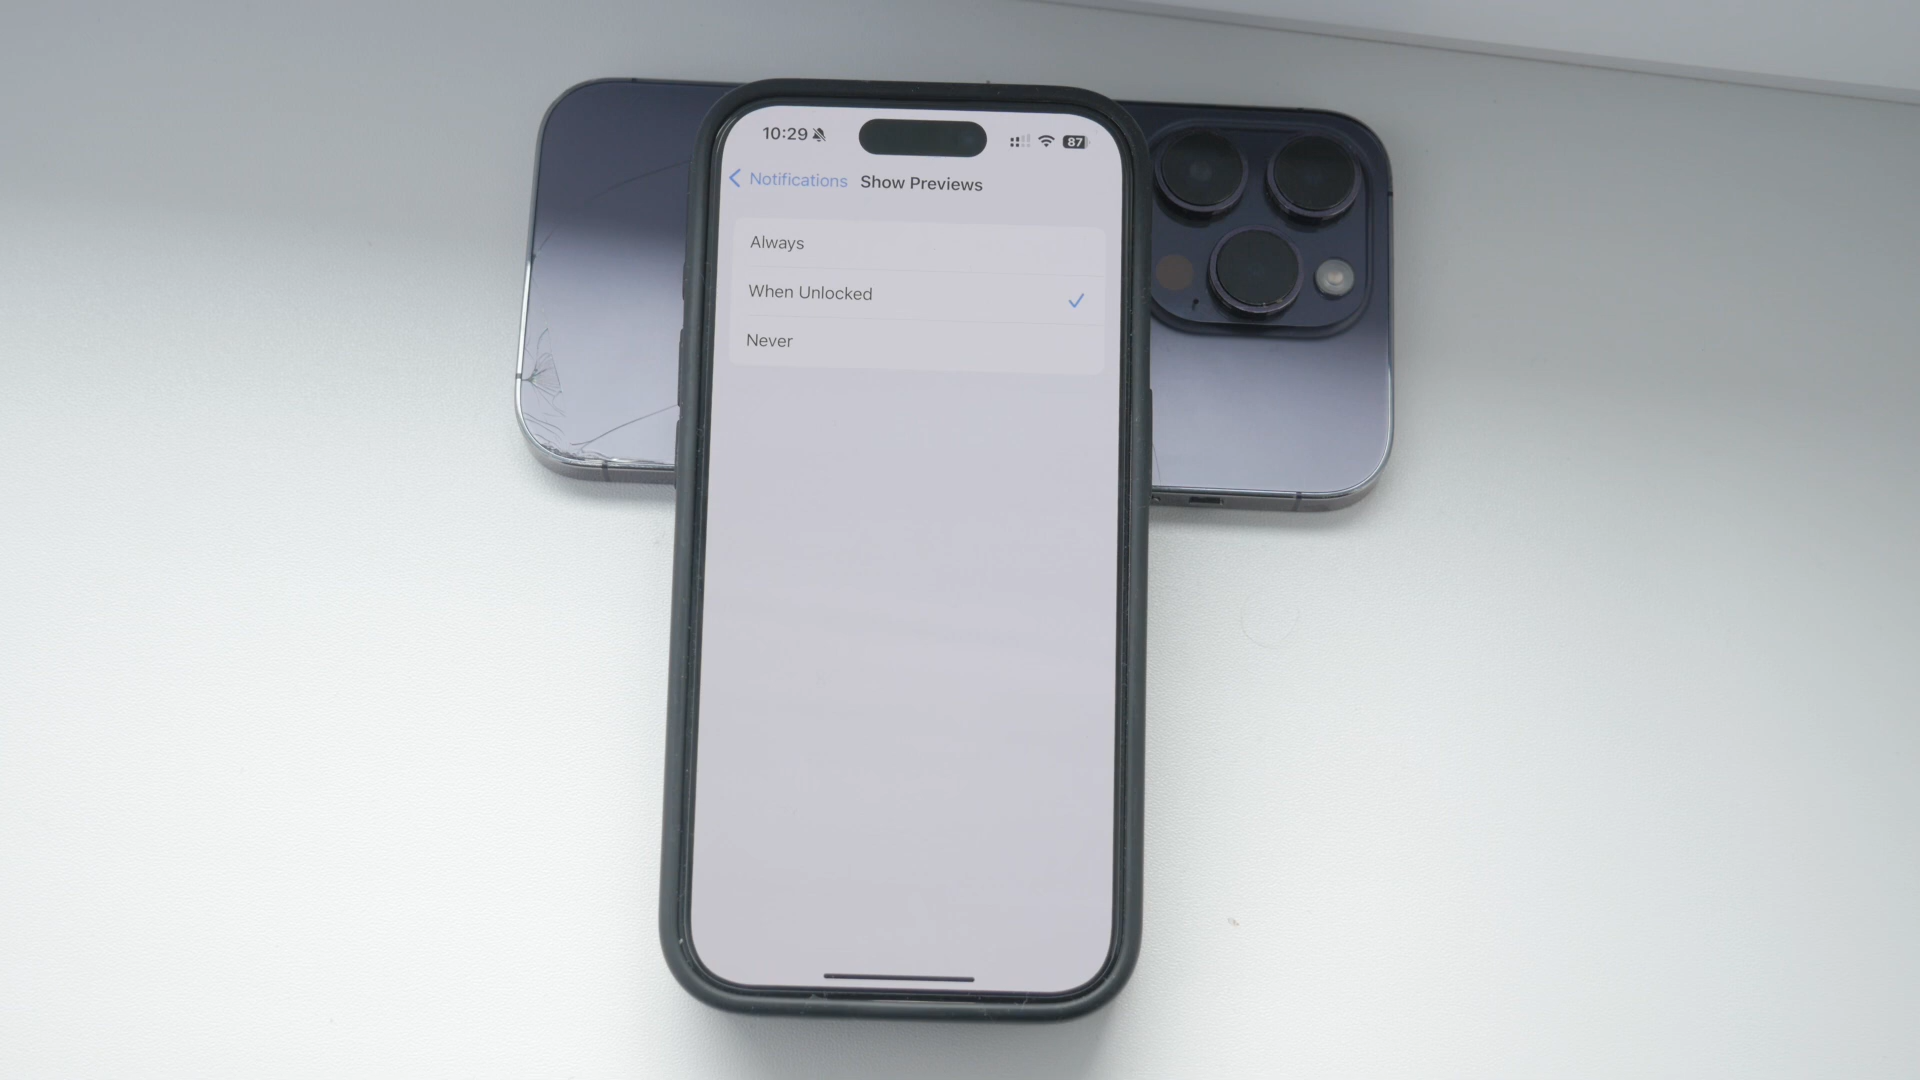 10:29 87
Notifications Show Previews
Always
When Unlocked
Never